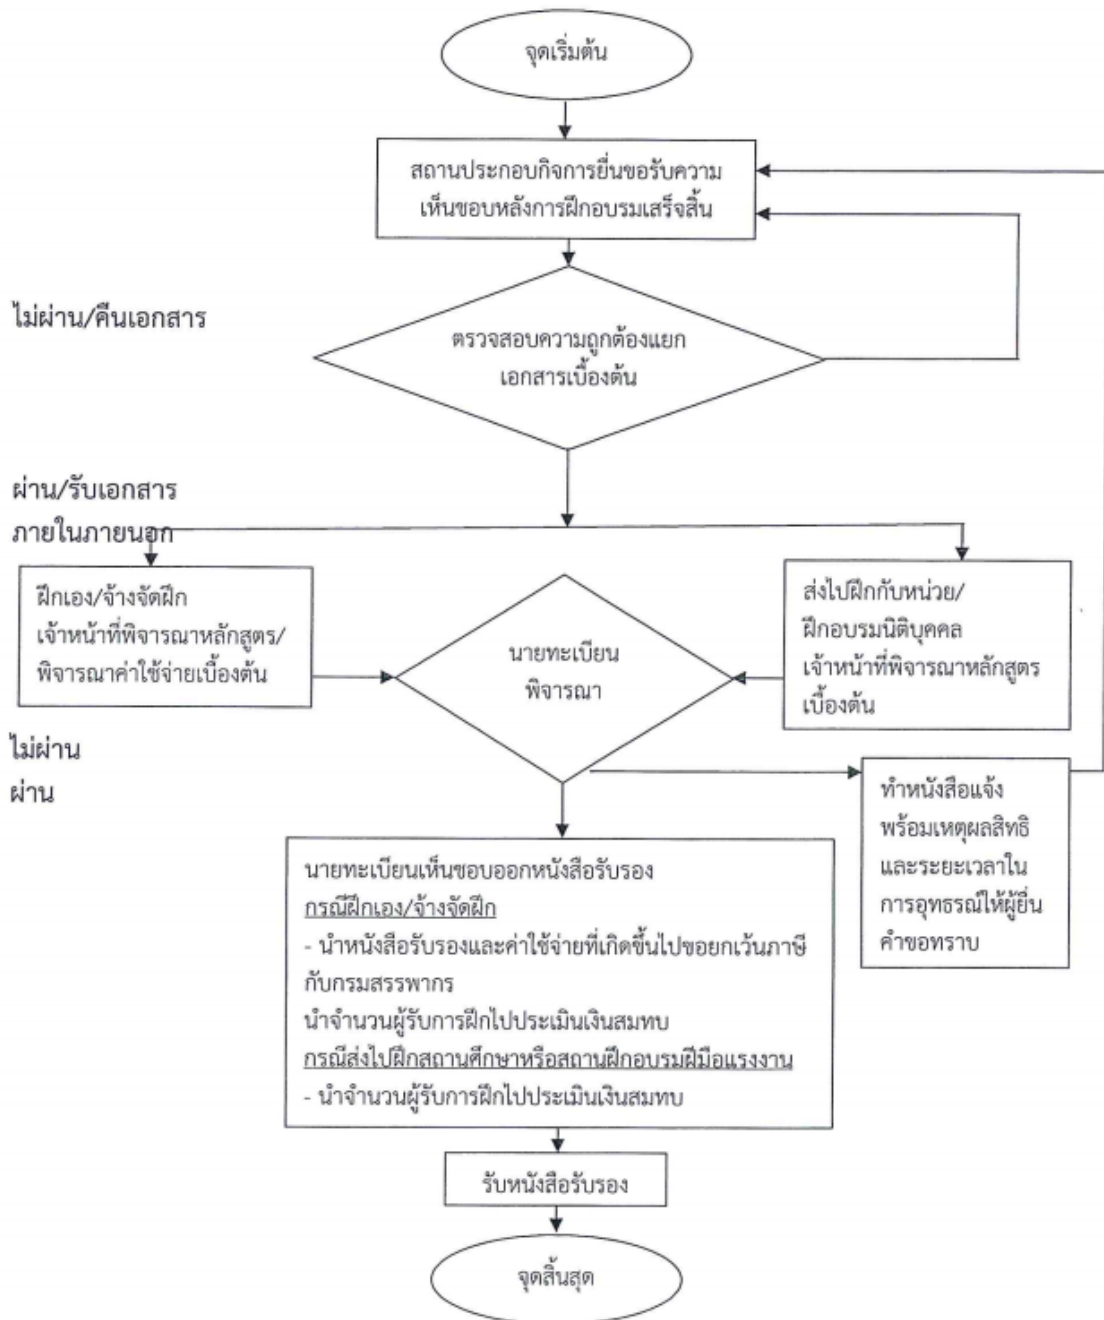 จุดเริ่มต้น
สถานประกอบกิจการยื่นขอรับความ
เห็นชอบหลังการฝึกอบรมเสร็จสิ้น
ไม่ผ่าน/คืนเอกสาร
ตรวจสอบความถูกต้องแยก
เอกสารเบื้องต้น
ผ่าน/รับเอกสาร
ภายในภายนอก
ฝึกเอง/จ้างจัดฝึก
เจ้าหน้าที่พิจารณาหลักสูตร/
พิจารณาค่าใช้จ่ายเบื้องต้น
นายทะเบียน
พิจารณา
ส่งไปฝึกกับหน่วย/
ฝึกอบรมนิติบุคคล
เจ้าหน้าที่พิจารณาหลักสูตร
เบื้องต้น
ไม่ผ่าน
ผ่าน
ทำหนังสือแจ้ง
พร้อมเหตุผลสิทธิ
และระยะเวลาใน
การอุทธรณ์ให้ผู้ยื่น
คำขอทราบ
นายทะเบียนเห็นชอบออกหนังสือรับรอง
กรณีฝึกเอง/จ้างจัดฝึก
- นำหนังสือรับรองและค่าใช้จ่ายที่เกิดขึ้นไปขอยกเว้นภาษี
กับกรมสรรพากร
นำจำนวนผู้รับการฝึกไปประเมินเงินสมทบ
กรณีส่งไปฝึกสถานศึกษาหรือสถานฝึกอบรมฝีมือแรงงาน
- นำจำนวนผู้รับการฝึกไปประเมินเงินสมทบ
รับหนังสือรับรอง
จุดสิ้นสุด